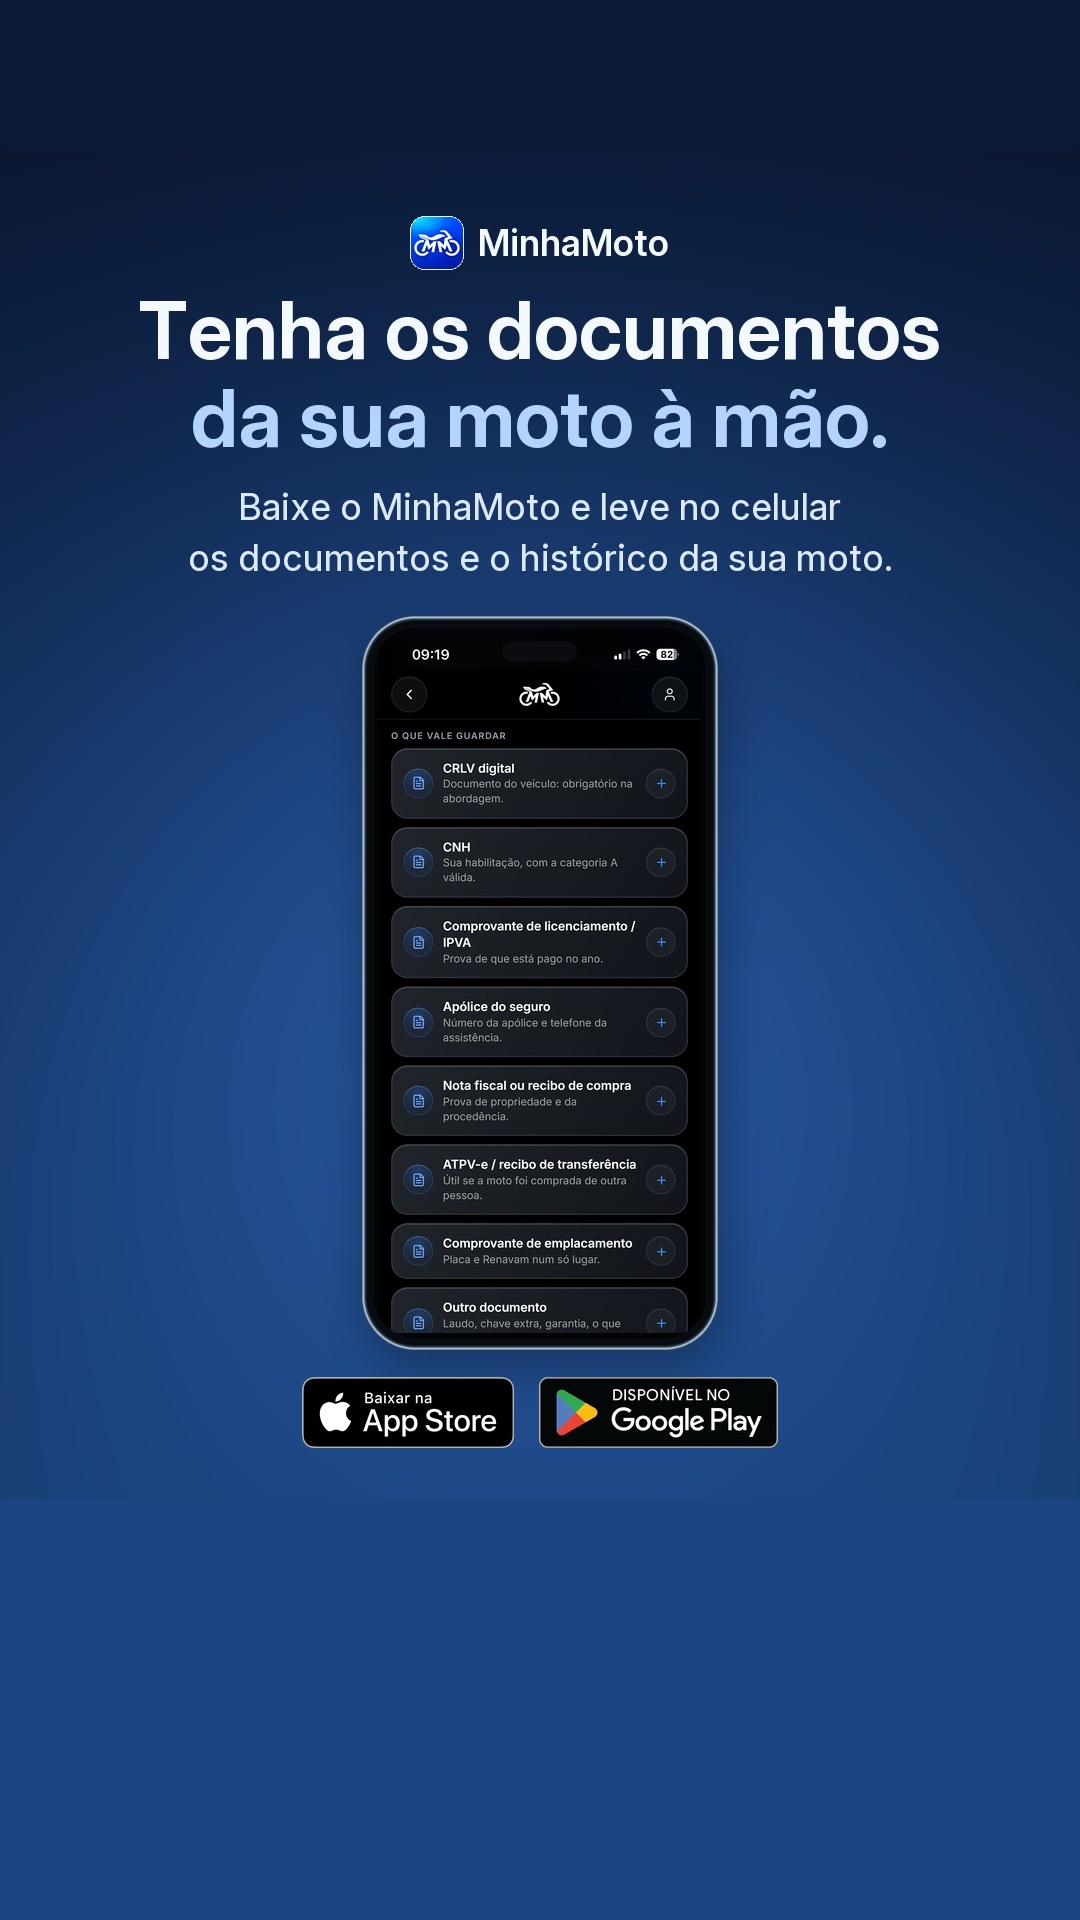 MinhaMoto
Tenha os documentos
da sua moto à mão.
Baixe o MinhaMoto e leve no celular
os documentos e o histórico da sua moto.
09:19
82
MM
O QUE VALE GUARDAR
CRLV digital
Documento do veículo: obrigatório na
abordagem.
CNH
Sua habilitação, com a categoria A
válida.
Comprovante de licenciamento /
IPVA
Prova de que está pago no ano.
Apólice do seguro
Número da apólice e telefone da
assistência.
Nota fiscal ou recibo de compra
Prova de propriedade e da
procedência.
ATPV-e / recibo de transferência
Útil se a moto foi comprada de outra
pessoa.
Comprovante de emplacamento
Placa e Renavam num só lugar.
Outro documento
Laudo, chave extra, garantia, o que
Baixar na
App Store
DISPONÍVEL NO
Google Play